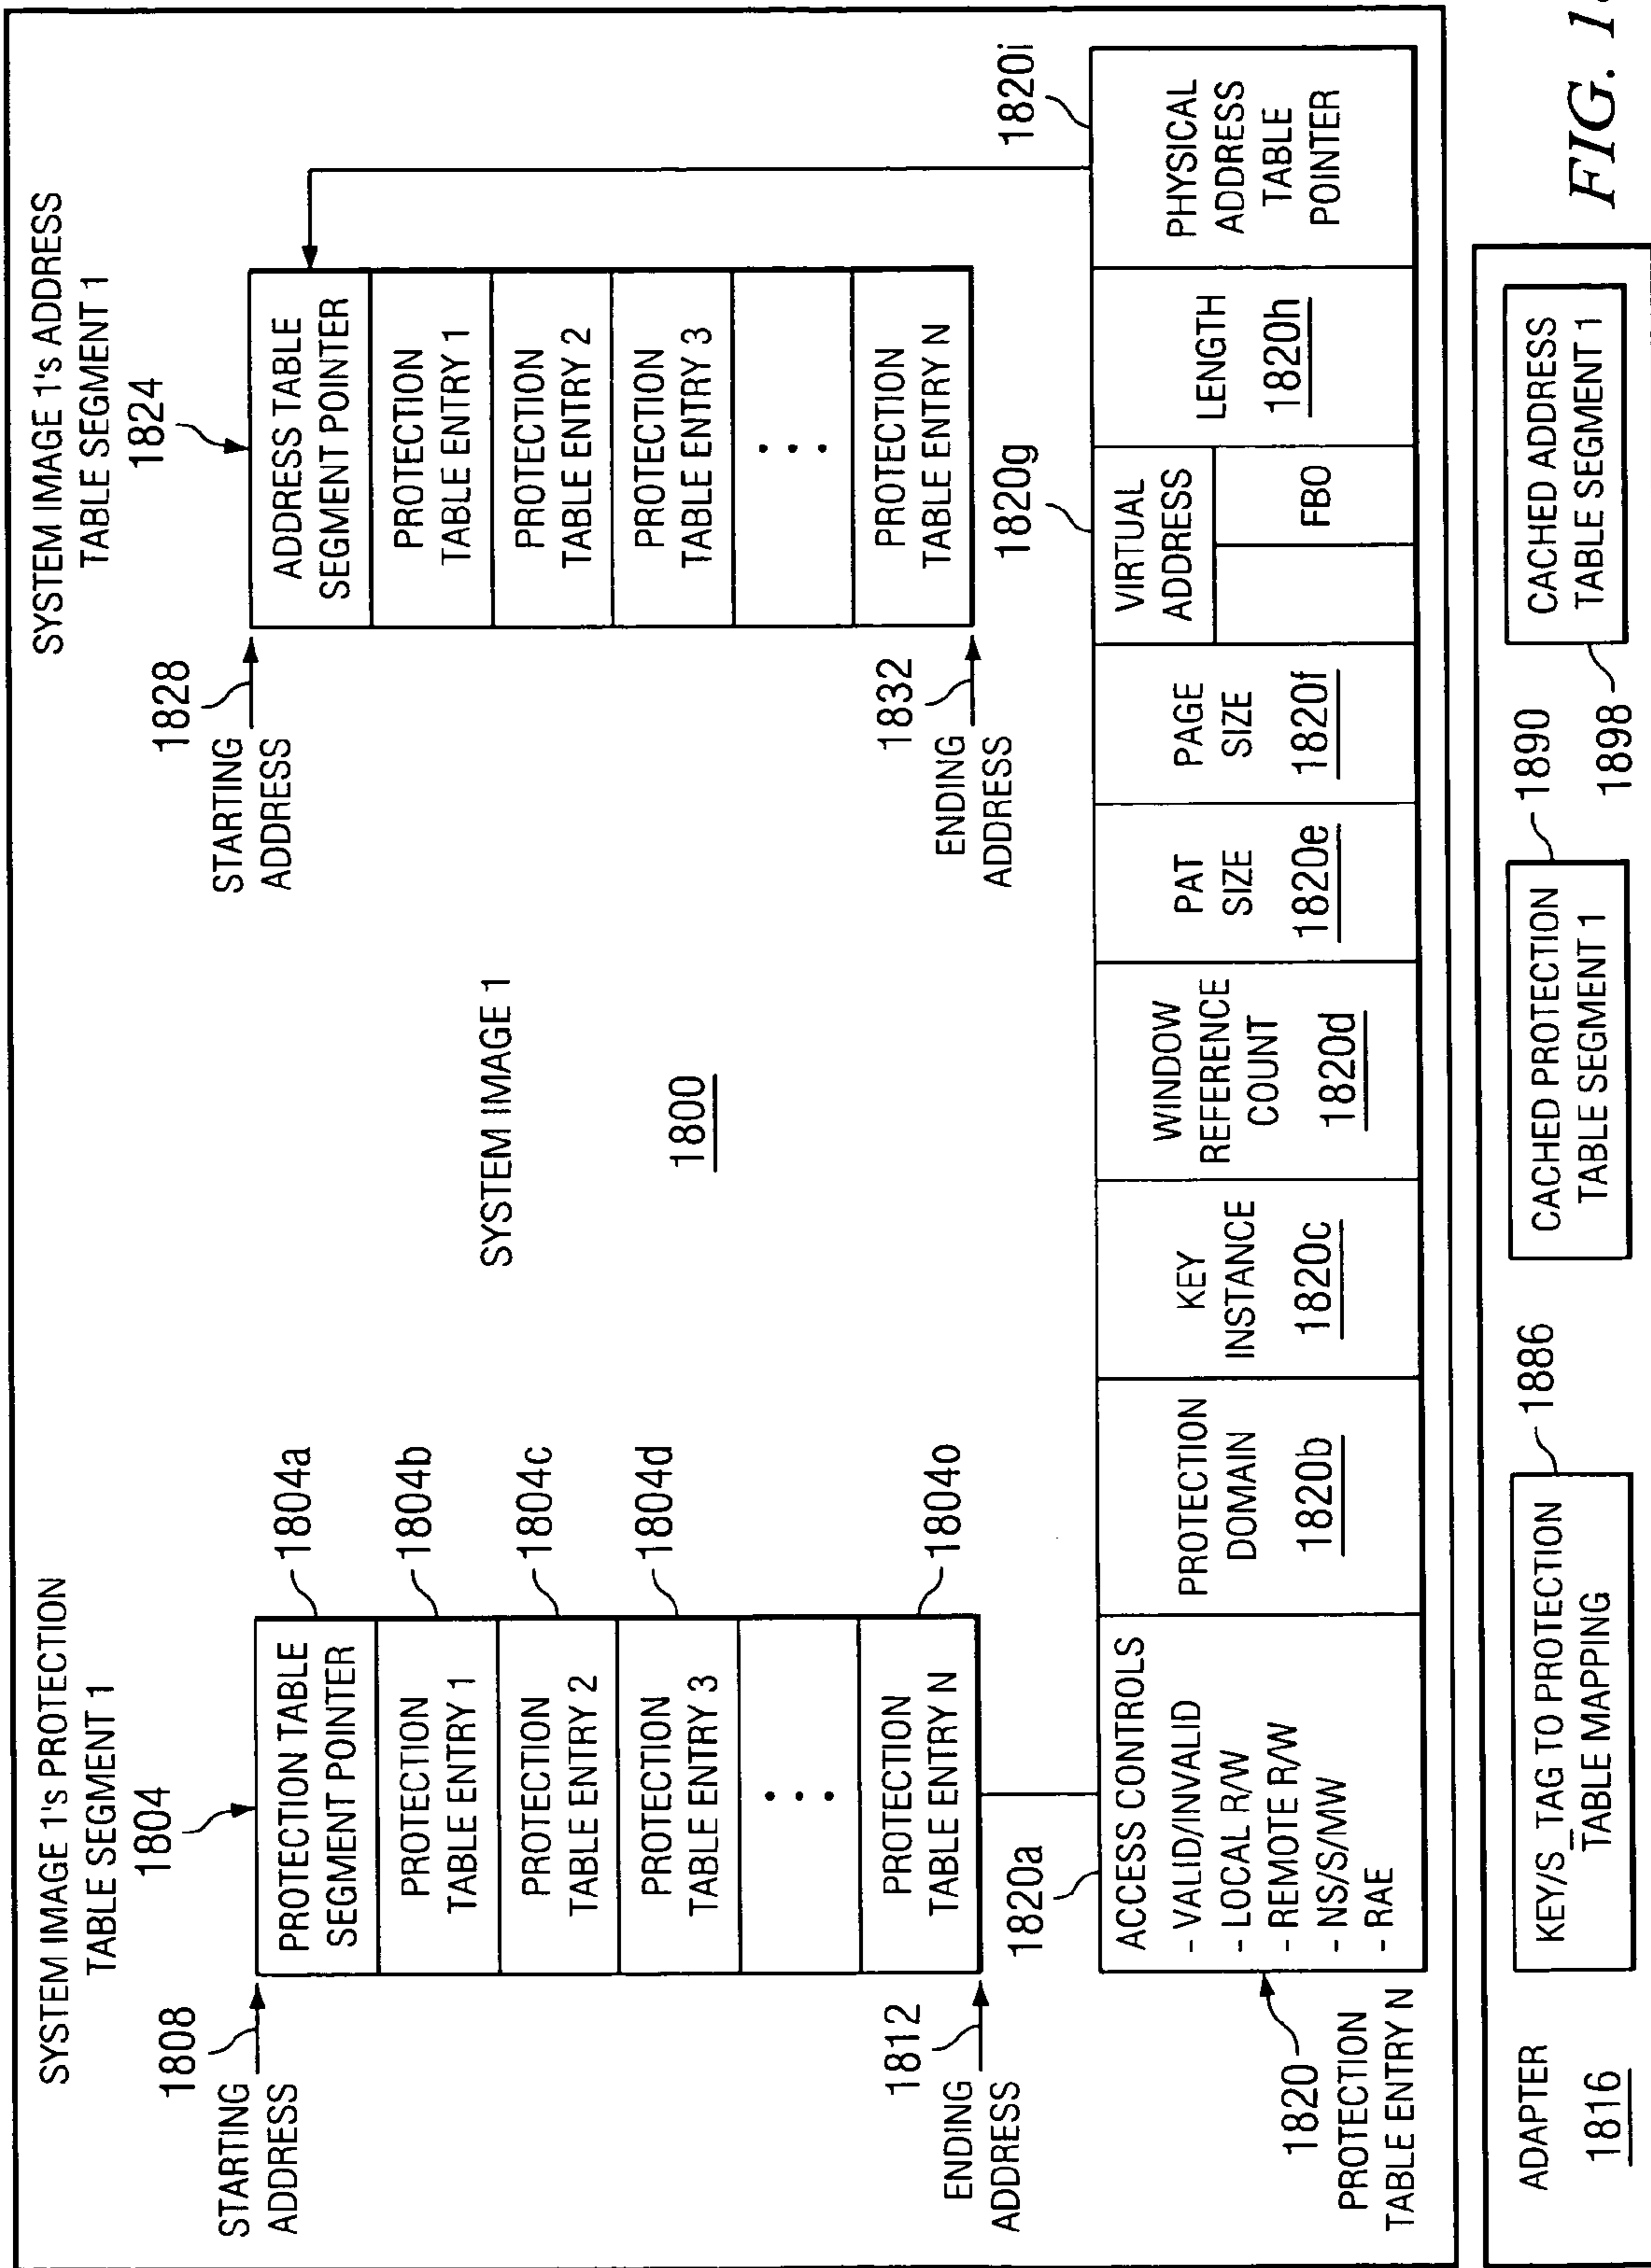 SYSTEM IMAGE 1's PROTECTION
TABLE SEGMENT 1
1804
1808
STARTING
ADDRESS
PROTECTION TABLE
SEGMENT POINTER
1804a
PROTECTION
TABLE ENTRY 1
1804b
PROTECTION
TABLE ENTRY 2
1804c
PROTECTION
TABLE ENTRY 3
1804d
• • •
PROTECTION
TABLE ENTRY N
1804o
1812
ENDING
ADDRESS
SYSTEM IMAGE 1
1800
SYSTEM IMAGE 1's ADDRESS
TABLE SEGMENT 1
1824
1828
STARTING
ADDRESS
ADDRESS TABLE
SEGMENT POINTER
PROTECTION
TABLE ENTRY 1
PROTECTION
TABLE ENTRY 2
PROTECTION
TABLE ENTRY 3
• • •
PROTECTION
TABLE ENTRY N
1832
ENDING
ADDRESS
1820
PROTECTION
TABLE ENTRY N
1820a
ACCESS CONTROLS
- VALID/INVALID
- LOCAL R/W
- REMOTE R/W
- NS/S/MW
- RAE
PROTECTION
DOMAIN
1820b
KEY
INSTANCE
1820c
WINDOW
REFERENCE
COUNT
1820d
PAT
SIZE
1820e
PAGE
SIZE
1820f
1820g
VIRTUAL
ADDRESS
FBO
LENGTH
1820h
1820i
PHYSICAL
ADDRESS
TABLE
POINTER
ADAPTER
1816
KEY/S_TAG TO PROTECTION
TABLE MAPPING
1886
CACHED PROTECTION
TABLE SEGMENT 1
1890
CACHED ADDRESS
TABLE SEGMENT 1
1898
FIG.